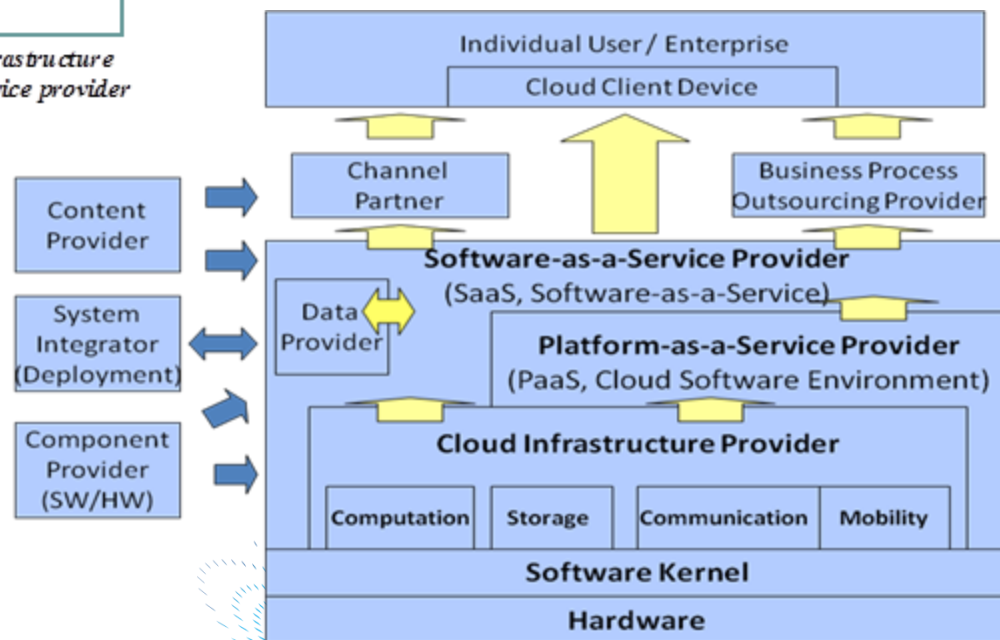 vice provider
Individual User / Enterprise
Cloud Client Device
Channel
Partner
Business Process
Outsourcing Provider
Content
Provider
Software-as-a-Service Provider
(SaaS, Software-as-a-Service)
Data
Provider
System
Integrator
(Deployment)
Platform-as-a-Service Provider
(PaaS, Cloud Software Environment)
Component
Provider
(SW/HW)
Cloud Infrastructure Provider
Computation
Storage
Communication
Mobility
Software Kernel
Hardware